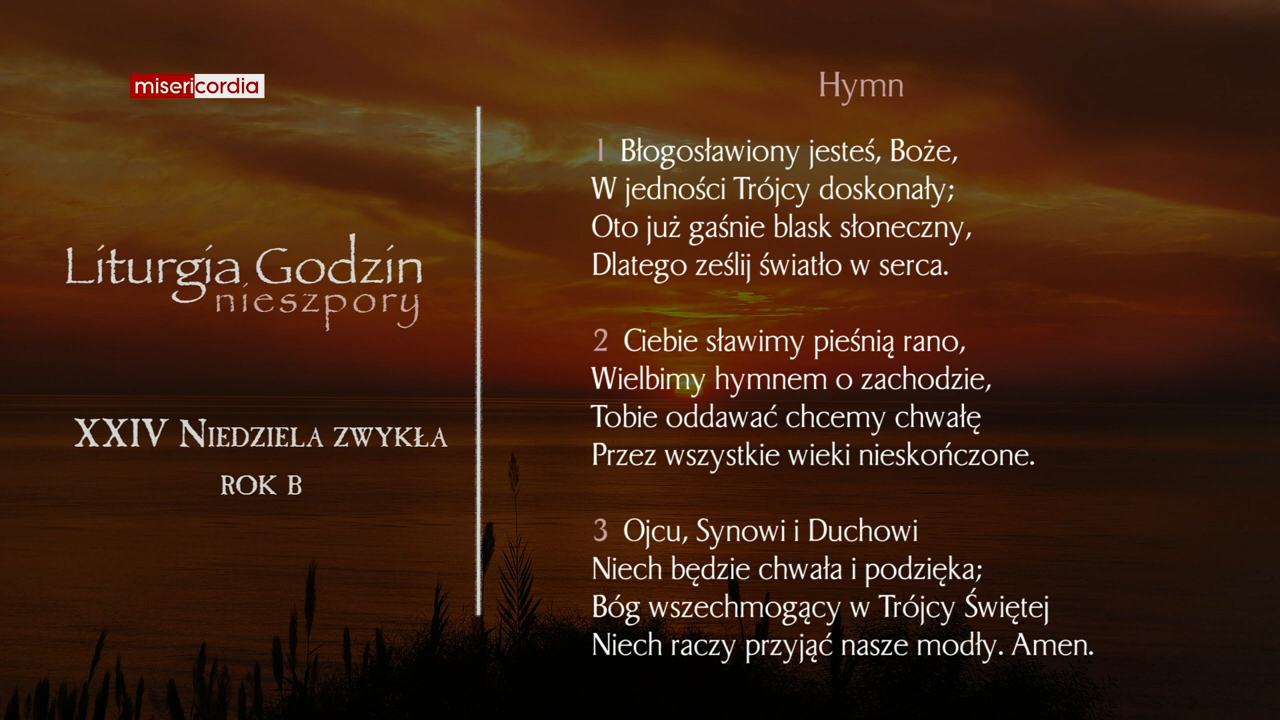 misericordia
Liturgia Godzin
nieszpory
XXIV Niedziela zwykła
rok B
Hymn
1 Błogosławiony jesteś, Boże,
W jedności Trójcy doskonały;
Oto już gaśnie blask słoneczny,
Dlatego ześlij światło w serca.
2 Ciebie sławimy pieśnią rano,
Wielbimy hymnem o zachodzie,
Tobie oddawać chcemy chwałę
Przez wszystkie wieki nieskończone.
3 Ojcu, Synowi i Duchowi
Niech będzie chwała i podzięka;
Bóg wszechmogący w Trójcy Świętej
Niech raczy przyjąć nasze modły. Amen.